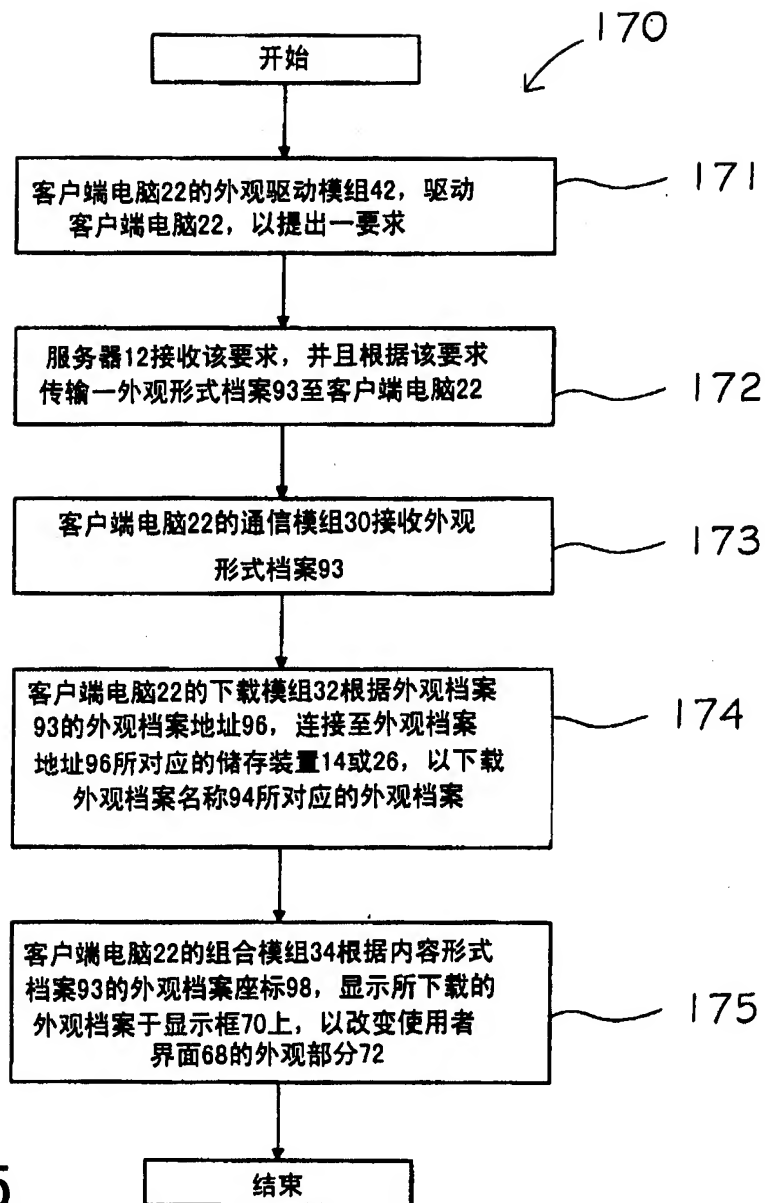 170
开始
客户端电脑22的外观驱动模组42，驱动
客户端电脑22，以提出一要求
171
服务器12接收该要求，并且根据该要求
传输一外观形式档案93至客户端电脑22
172
客户端电脑22的通信模组30接收外观
形式档案93
173
客户端电脑22的下载模组32根据外观档案
93的外观档案地址96，连接至外观档案
地址96所对应的储存装置14或26，以下载
外观档案名称94所对应的外观档案
174
客户端电脑22的组合模组34根据内容形式
档案93的外观档案座标98，显示所下载的
外观档案于显示框70上，以改变使用者
界面68的外观部分72
175
结束